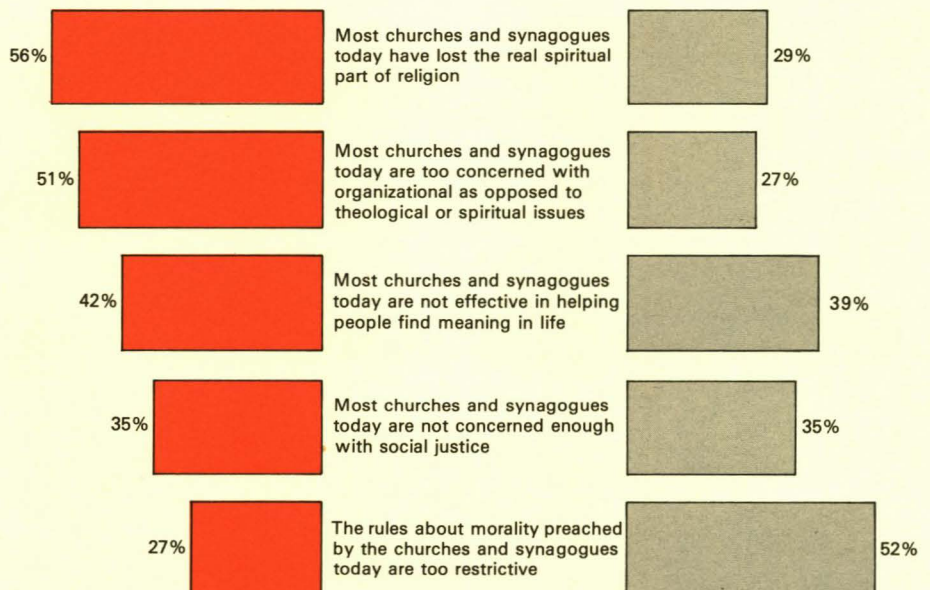 56%
Most churches and synagogues
today have lost the real spiritual
part of religion
29%
51%
Most churches and synagogues
today are too concerned with
organizational as opposed to
theological or spiritual issues
27%
42%
Most churches and synagogues
today are not effective in helping
people find meaning in life
39%
35%
Most churches and synagogues
today are not concerned enough
with social justice
35%
27%
The rules about morality preached
by the churches and synagogues
today are too restrictive
52%